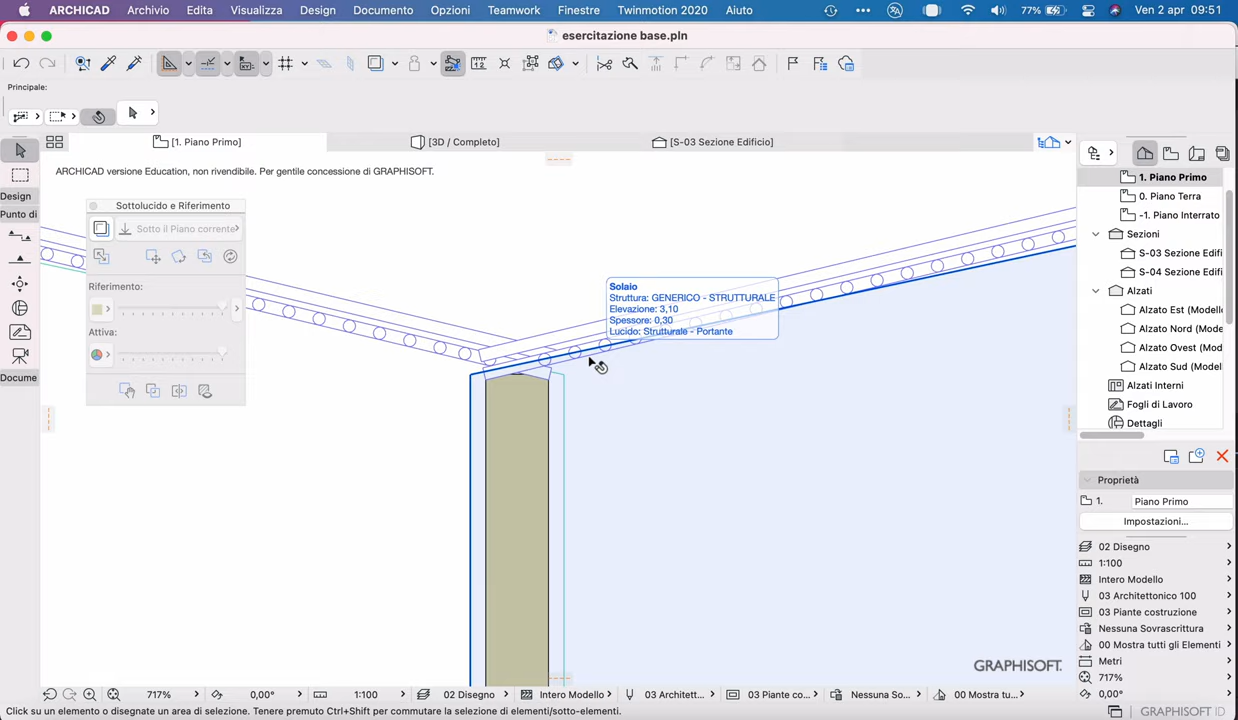 ARCHICAD Archivio Edita Visualizza Design Documento Opzioni Teamwork Finestre Twinmotion 2020 Aiuto 77% Ven 2 apr 09:51
esercitazione base.pln
Principale:
[1. Piano Primo] [3D / Completo] [S-03 Sezione Edificio]
ARCHICAD versione Education, non rivendibile. Per gentile concessione di GRAPHISOFT.
Design
Punto di
Docume
Sottolucido e Riferimento
Sotto il Piano corrente
Riferimento:
Attiva:
Solaio
Struttura: GENERICO - STRUTTURALE
Elevazione: 3,10
Spessore: 0,30
Lucido: Strutturale - Portante
1. Piano Primo
0. Piano Terra
-1. Piano Interrato
Sezioni
S-03 Sezione Edifi
S-04 Sezione Edifi
Alzati
Alzato Est (Model
Alzato Nord (Mode
Alzato Ovest (Mod
Alzato Sud (Model
Alzati Interni
Fogli di Lavoro
Dettagli
Proprietà
1. Piano Primo
Impostazioni...
02 Disegno
1:100
Intero Modello
03 Architettonico 100
03 Piante costruzione
Nessuna Sovrascrittura
00 Mostra tutti gli Elementi
Metri
717%
0,00°
GRAPHISOFT.
717% 0,00° 1:100 02 Disegno Intero Modello 03 Architett... 03 Piante co... Nessuna So... 00 Mostra tu...
Click su un elemento o disegnate un area di selezione. Tenere premuto Ctrl+Shift per commutare la selezione di elementi/sotto-elementi.
GRAPHISOFT ID